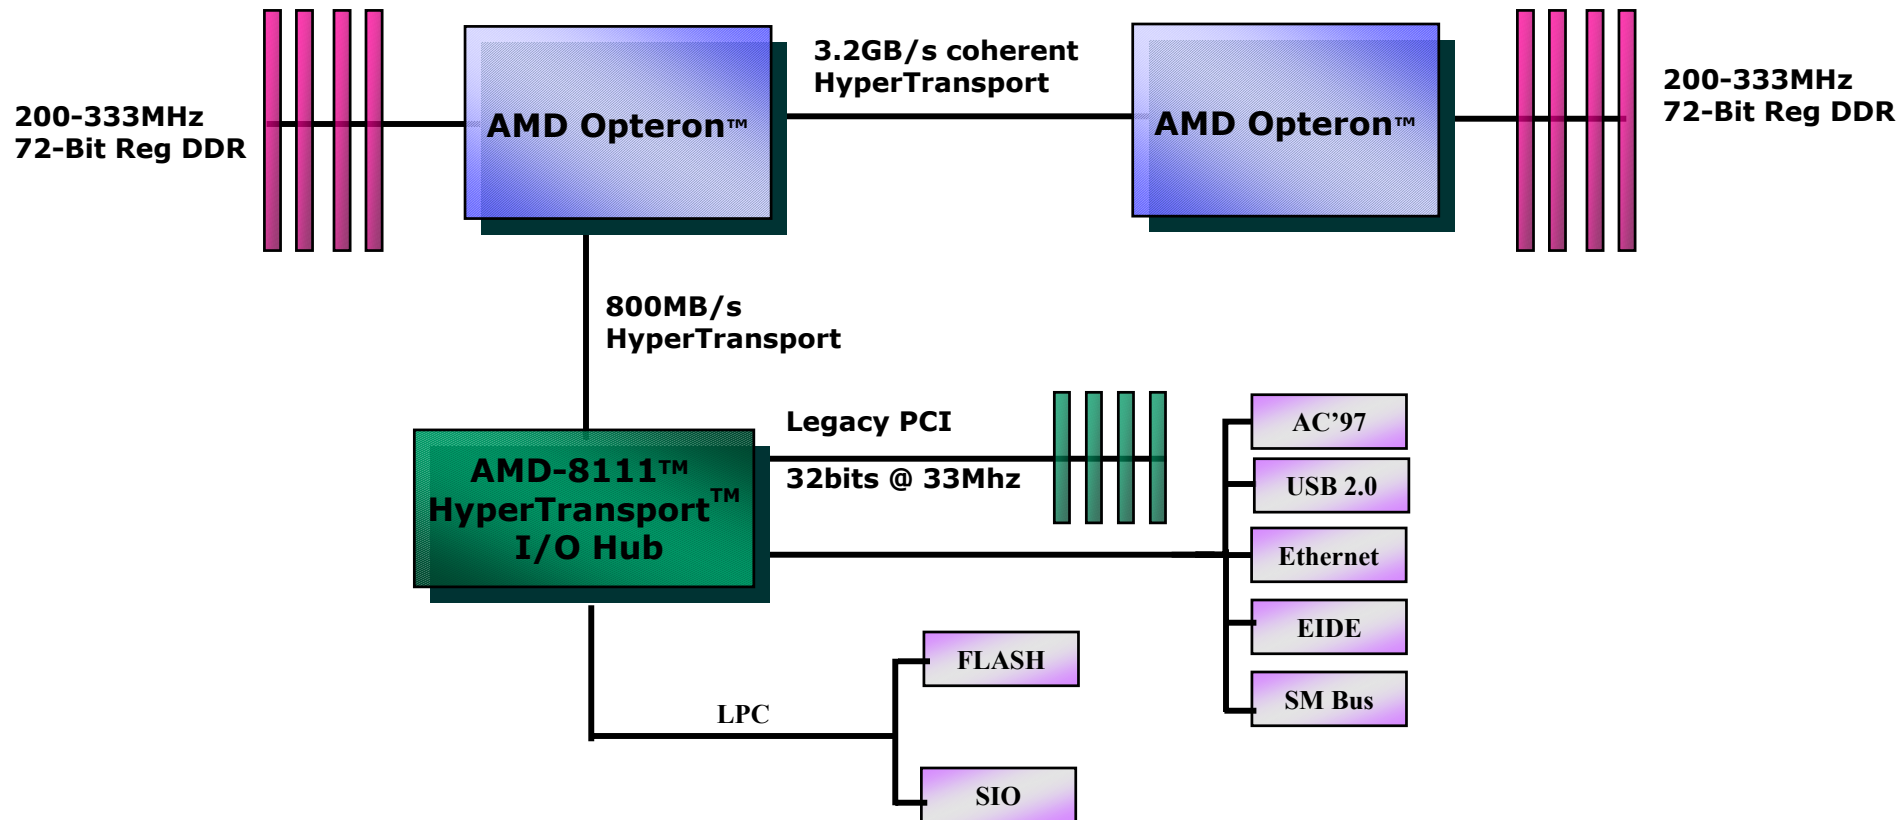 200-333MHz
72-Bit Reg DDR
AMD Opteron™
3.2GB/s coherent
HyperTransport
AMD Opteron™
200-333MHz
72-Bit Reg DDR
800MB/s
HyperTransport
AMD-8111™
HyperTransport™
I/O Hub
Legacy PCI
32bits @ 33Mhz
AC’97
USB 2.0
Ethernet
EIDE
SM Bus
FLASH
LPC
SIO